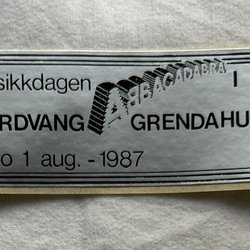 sikkdagen ABRACADABRA I
RDVANG GRENDAHU
o 1 aug. - 1987